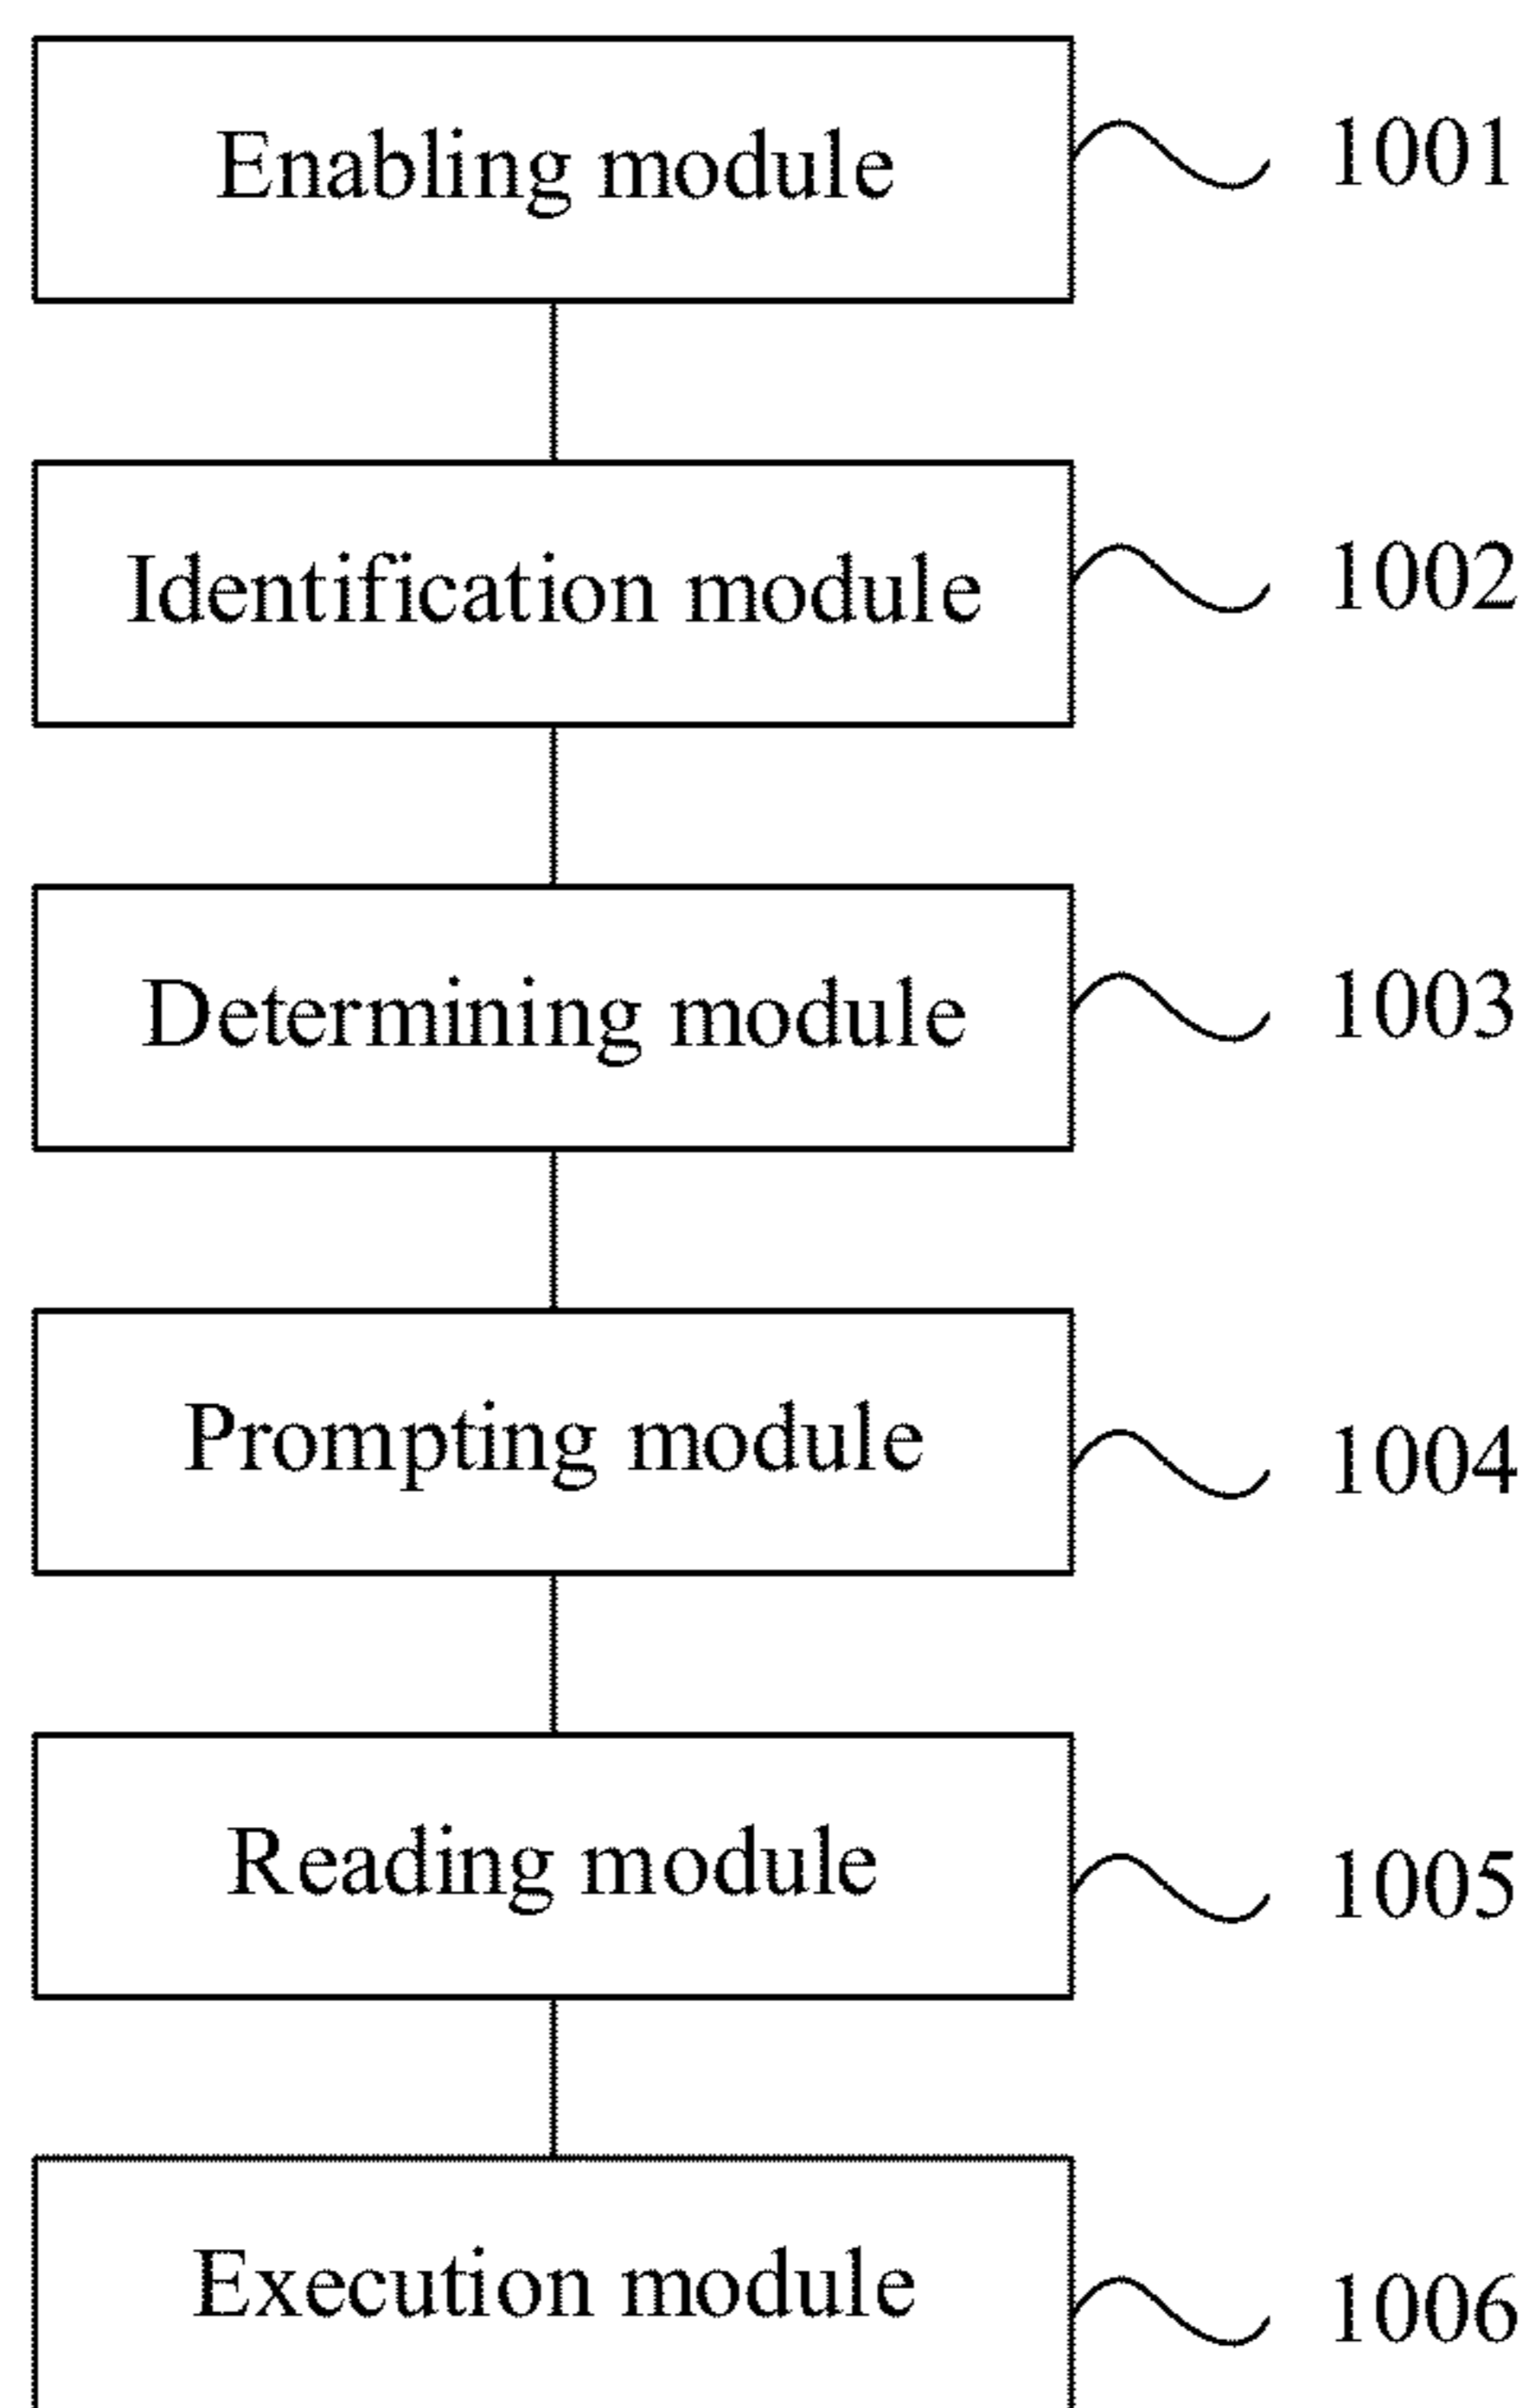 Enabling module 1001
Identification module 1002
Determining module 1003
Prompting module 1004
Reading module 1005
Execution module 1006